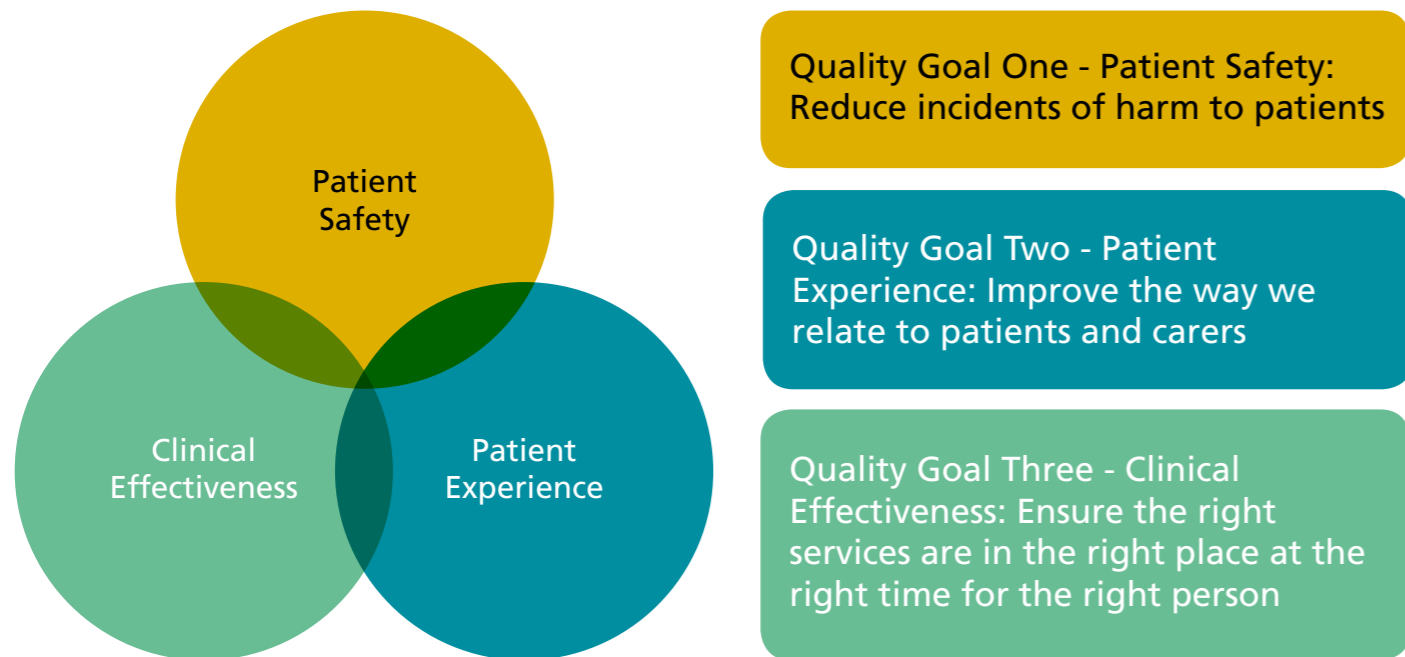 Patient
Safety
Clinical
Effectiveness
Patient
Experience
Quality Goal One - Patient Safety:
Reduce incidents of harm to patients
Quality Goal Two - Patient
Experience: Improve the way we
relate to patients and carers
Quality Goal Three - Clinical
Effectiveness: Ensure the right
services are in the right place at the
right time for the right person